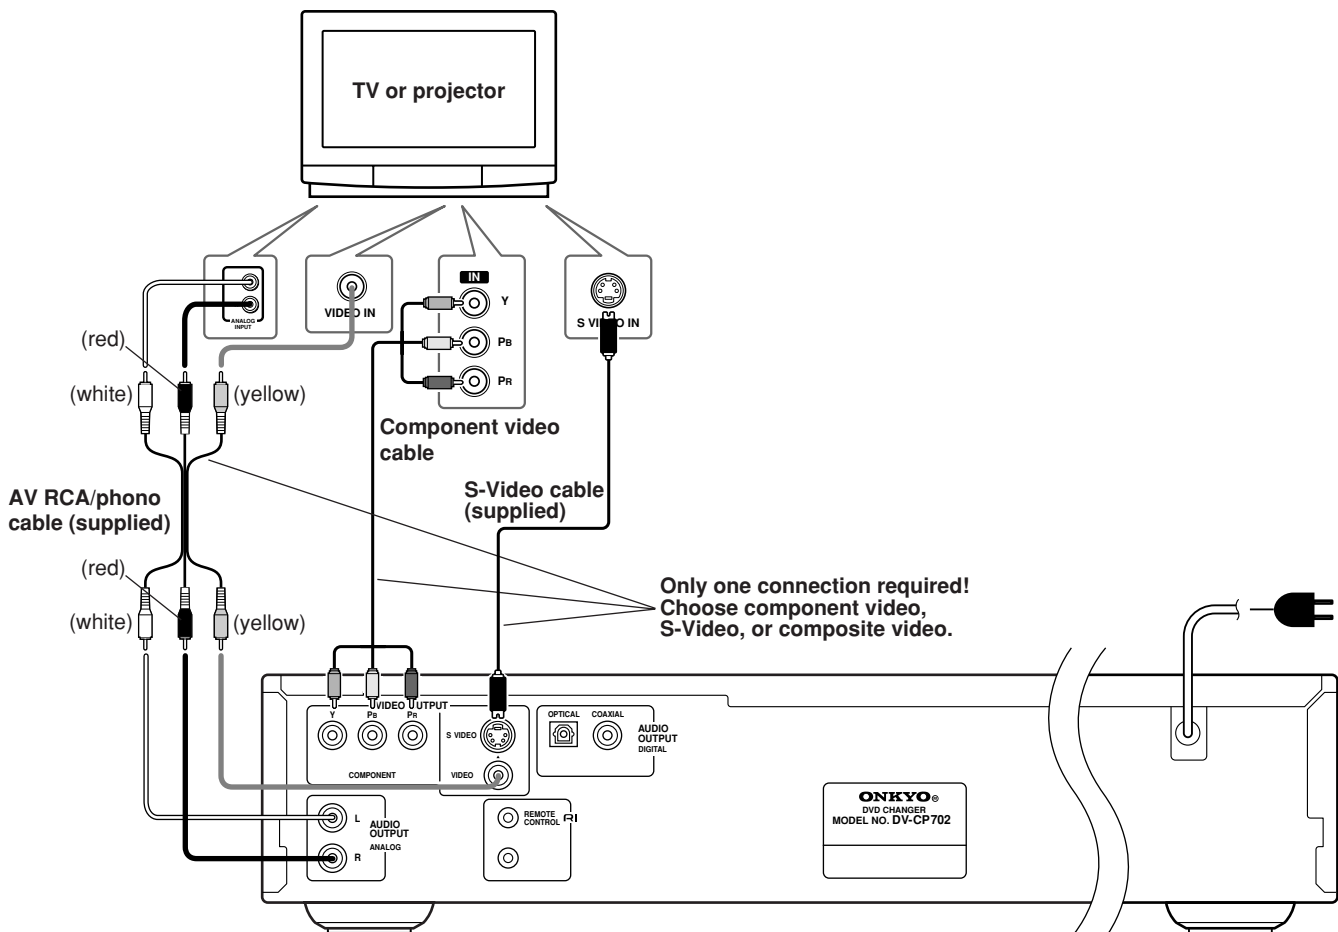 TV or projector
ANALOG
INPUT
VIDEO IN
IN
Y
PB
PR
S VIDEO IN
(red)
(white)
(yellow)
Component video
cable
AV RCA/phono
cable (supplied)
S-Video cable
(supplied)
(red)
(white)
(yellow)
Only one connection required!
Choose component video,
S-Video, or composite video.
VIDEO OUTPUT
Y PB PR
COMPONENT
S VIDEO
VIDEO
OPTICAL COAXIAL
AUDIO
OUTPUT
DIGITAL
L
R
AUDIO
OUTPUT
ANALOG
REMOTE
CONTROL RI
ONKYO®
DVD CHANGER
MODEL NO. DV-CP702